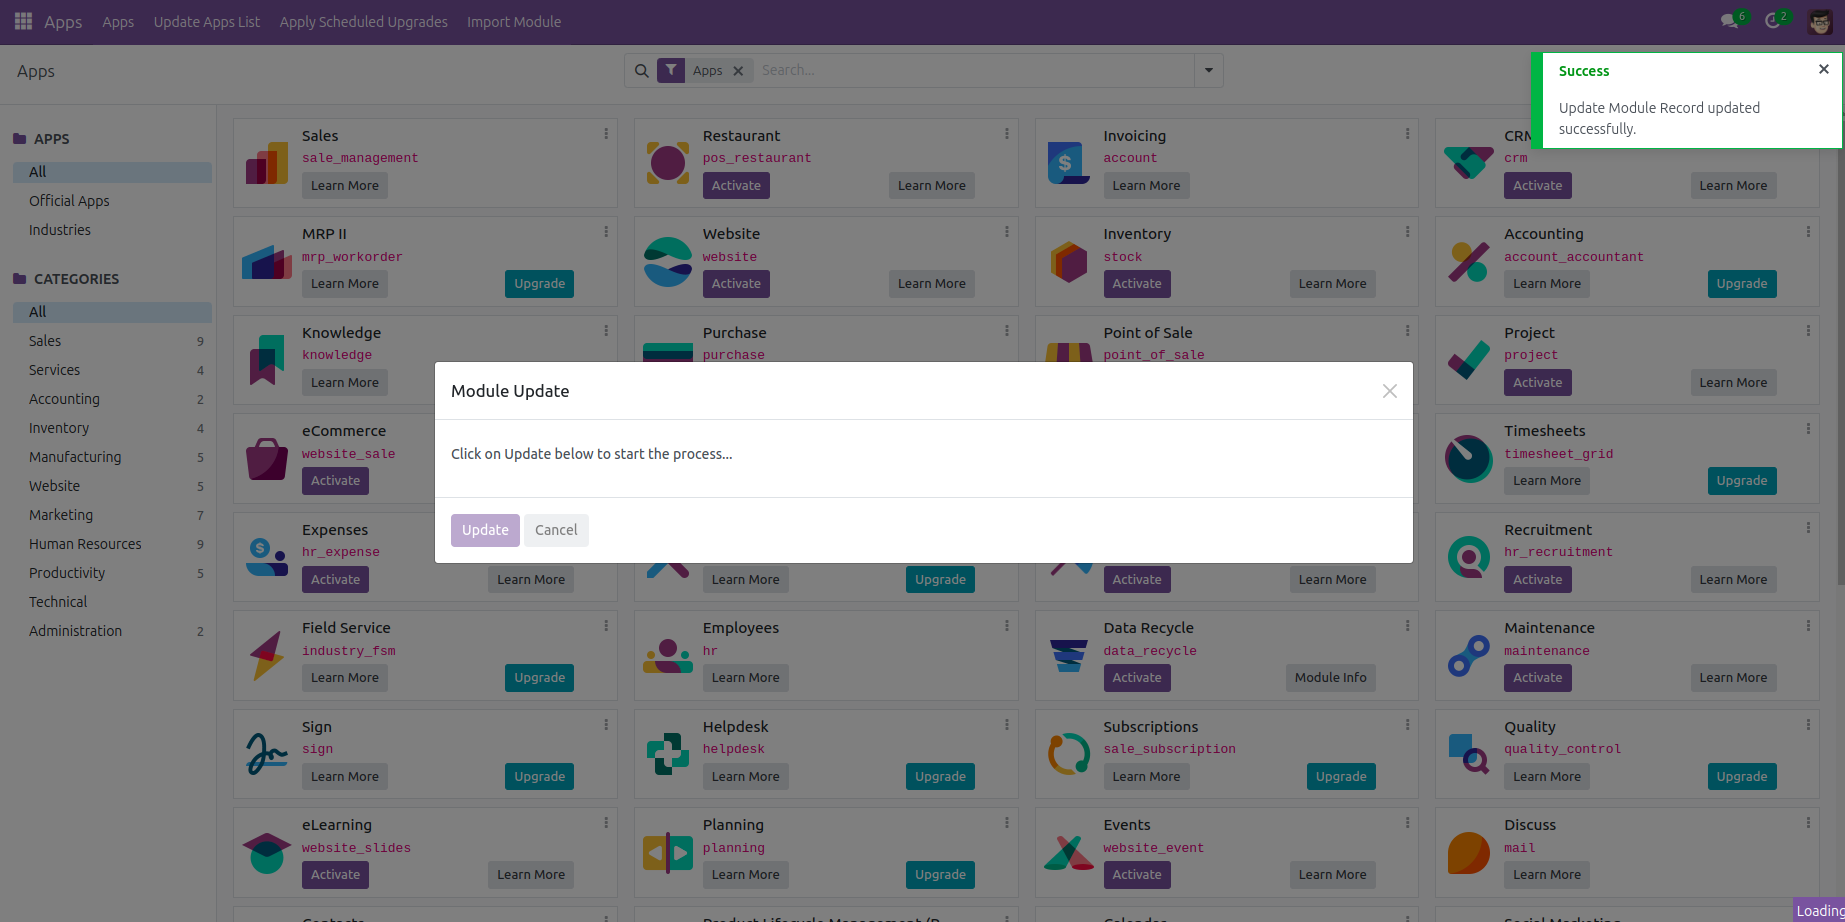 Apps Apps Update Apps List Apply Scheduled Upgrades Import Module 6 2
Apps
Apps Search...
Success
Update Module Record updated
successfully.
APPS
All
Official Apps
Industries
CATEGORIES
All
Sales 9
Services 4
Accounting 2
Inventory 4
Manufacturing 5
Website 5
Marketing 7
Human Resources 9
Productivity 5
Technical
Administration 2
Sales
sale_management
Learn More
Restaurant
pos_restaurant
Activate Learn More
Invoicing
account
Learn More
crm
Activate Learn More
MRP II
mrp_workorder
Learn More Upgrade
Website
website
Activate Learn More
Inventory
stock
Activate Learn More
Accounting
account_accountant
Learn More Upgrade
Knowledge
knowledge
Learn More
Purchase
purchase
Point of Sale
point_of_sale
Project
project
Activate Learn More
Module Update
Click on Update below to start the process...
Update Cancel
eCommerce
website_sale
Activate
Timesheets
timesheet_grid
Learn More Upgrade
Expenses
hr_expense
Activate Learn More
Learn More Upgrade
Activate Learn More
Recruitment
hr_recruitment
Activate Learn More
Field Service
industry_fsm
Learn More Upgrade
Employees
hr
Learn More
Data Recycle
data_recycle
Activate Module Info
Maintenance
maintenance
Activate Learn More
Sign
sign
Learn More Upgrade
Helpdesk
helpdesk
Learn More Upgrade
Subscriptions
sale_subscription
Learn More Upgrade
Quality
quality_control
Learn More Upgrade
eLearning
website_slides
Activate Learn More
Planning
planning
Learn More Upgrade
Events
website_event
Activate Learn More
Discuss
mail
Learn More
Loading